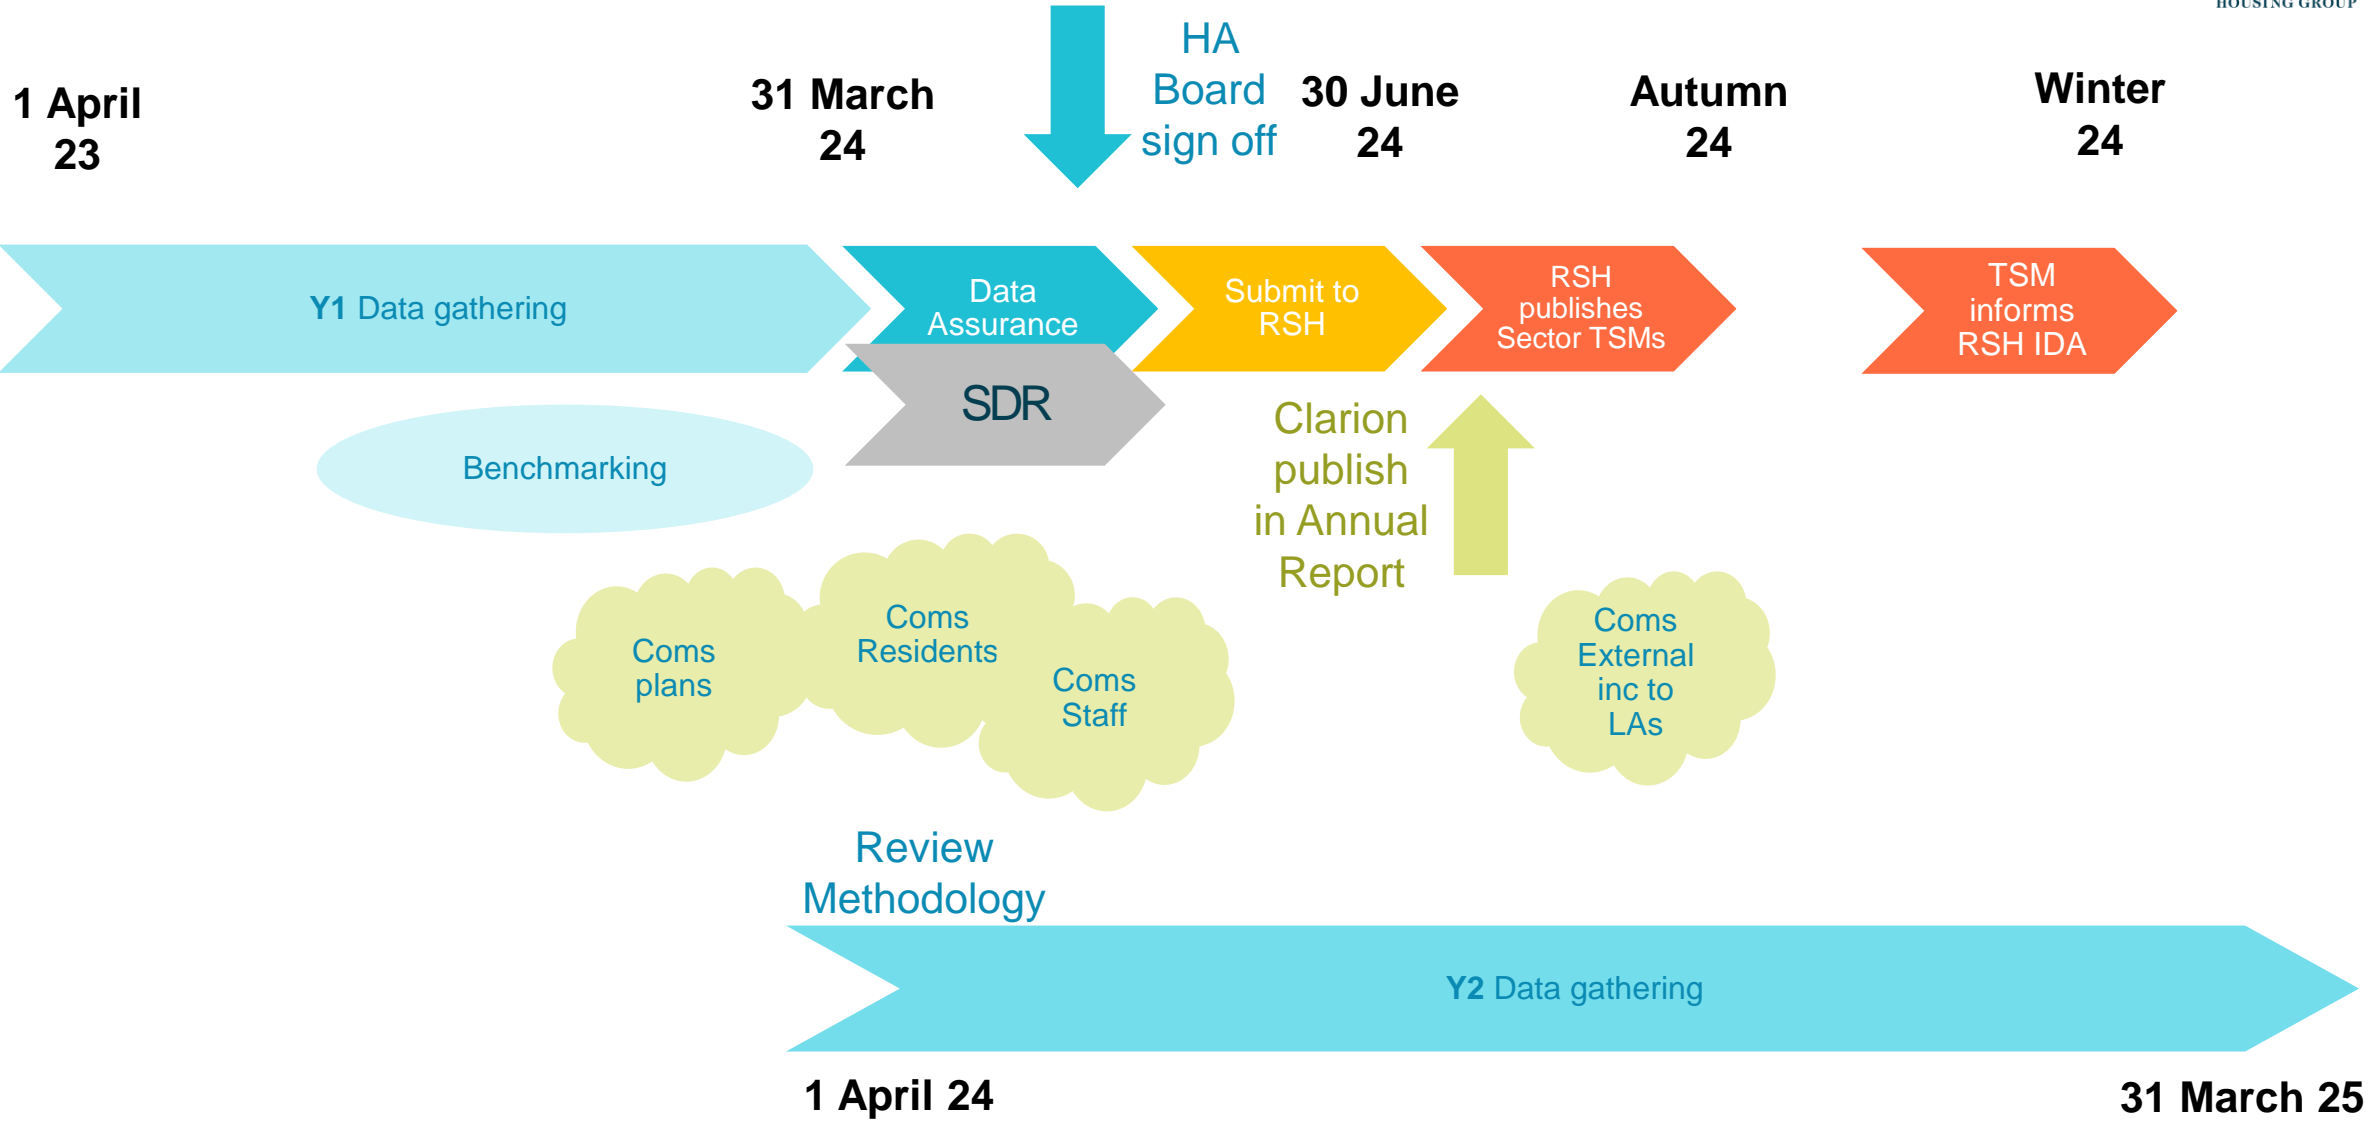 HOUSING GROUP
HA
Board
sign off
1 April
23
31 March
24
30 June
24
Autumn
24
Winter
24
Y1 Data gathering
Data
Assurance
Submit to
RSH
RSH
publishes
Sector TSMs
TSM
informs
RSH IDA
SDR
Benchmarking
Clarion
publish
in Annual
Report
Coms
plans
Coms
Residents
Coms
Staff
Coms
External
inc to
LAs
Review
Methodology
Y2 Data gathering
1 April 24
31 March 25